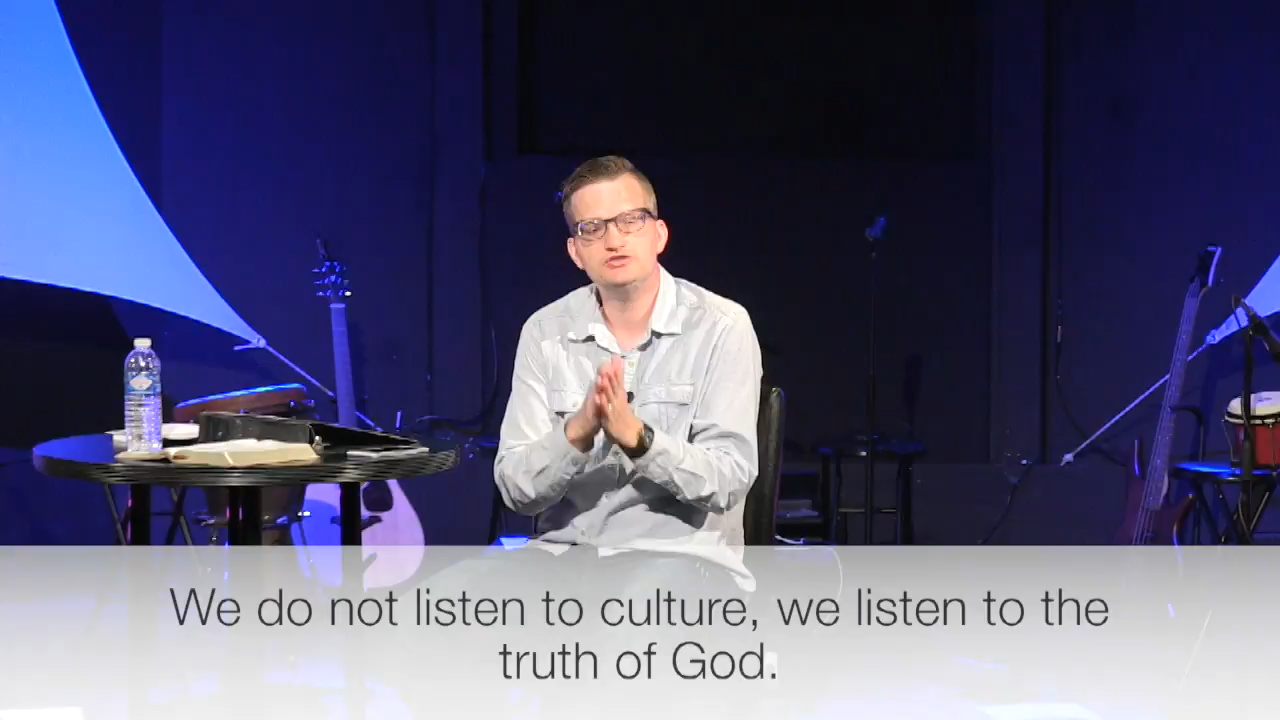 We do not listen to culture, we listen to the
truth of God.